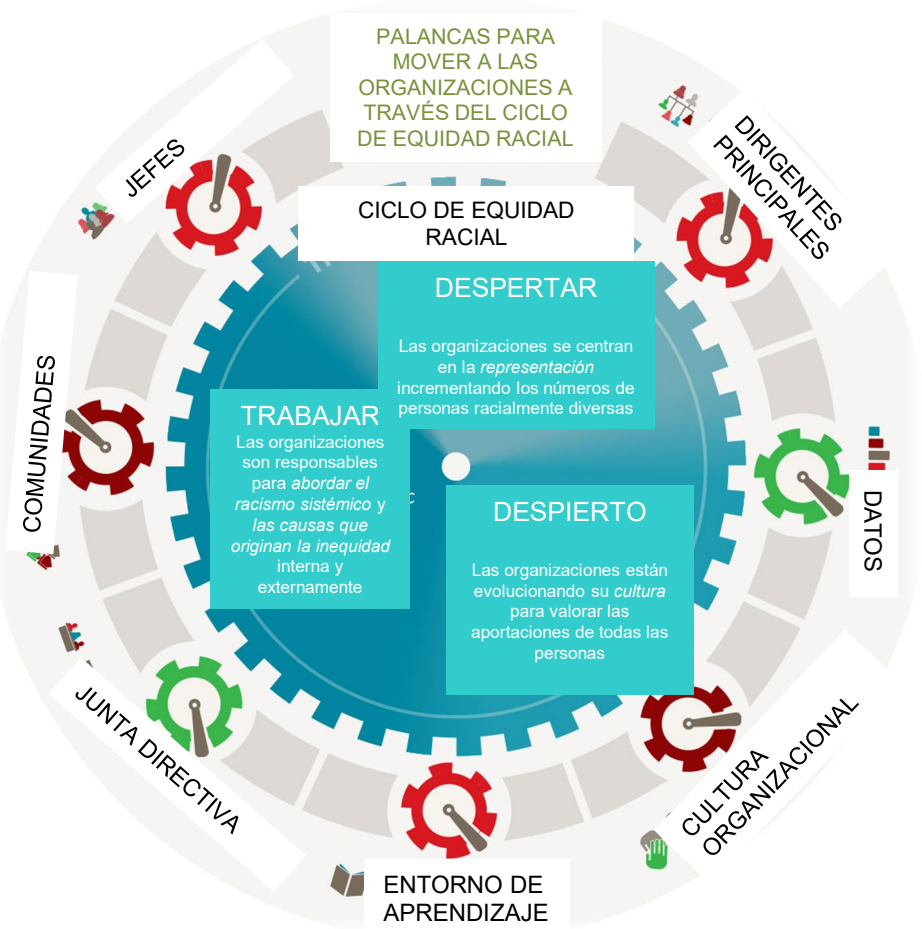 PALANCAS PARA
MOVER A LAS
ORGANIZACIONES A
TRAVÉS DEL CICLO
DE EQUIDAD RACIAL
CICLO DE EQUIDAD
RACIAL
DESPERTAR
Las organizaciones se centran
en la representación
incrementando los números de
personas racialmente diversas
TRABAJAR
Las organizaciones
son responsables
para abordar el
racismo sistémico y
las causas que
originan la inequidad
interna y
externamente
DESPIERTO
Las organizaciones están
evolucionando su cultura
para valorar las
aportaciones de todas las
personas
DIRIGENTES
PRINCIPALES
DATOS
CULTURA
ORGANIZACIONAL
ENTORNO DE
APRENDIZAJE
JUNTA DIRECTIVA
COMUNIDADES
JEFES